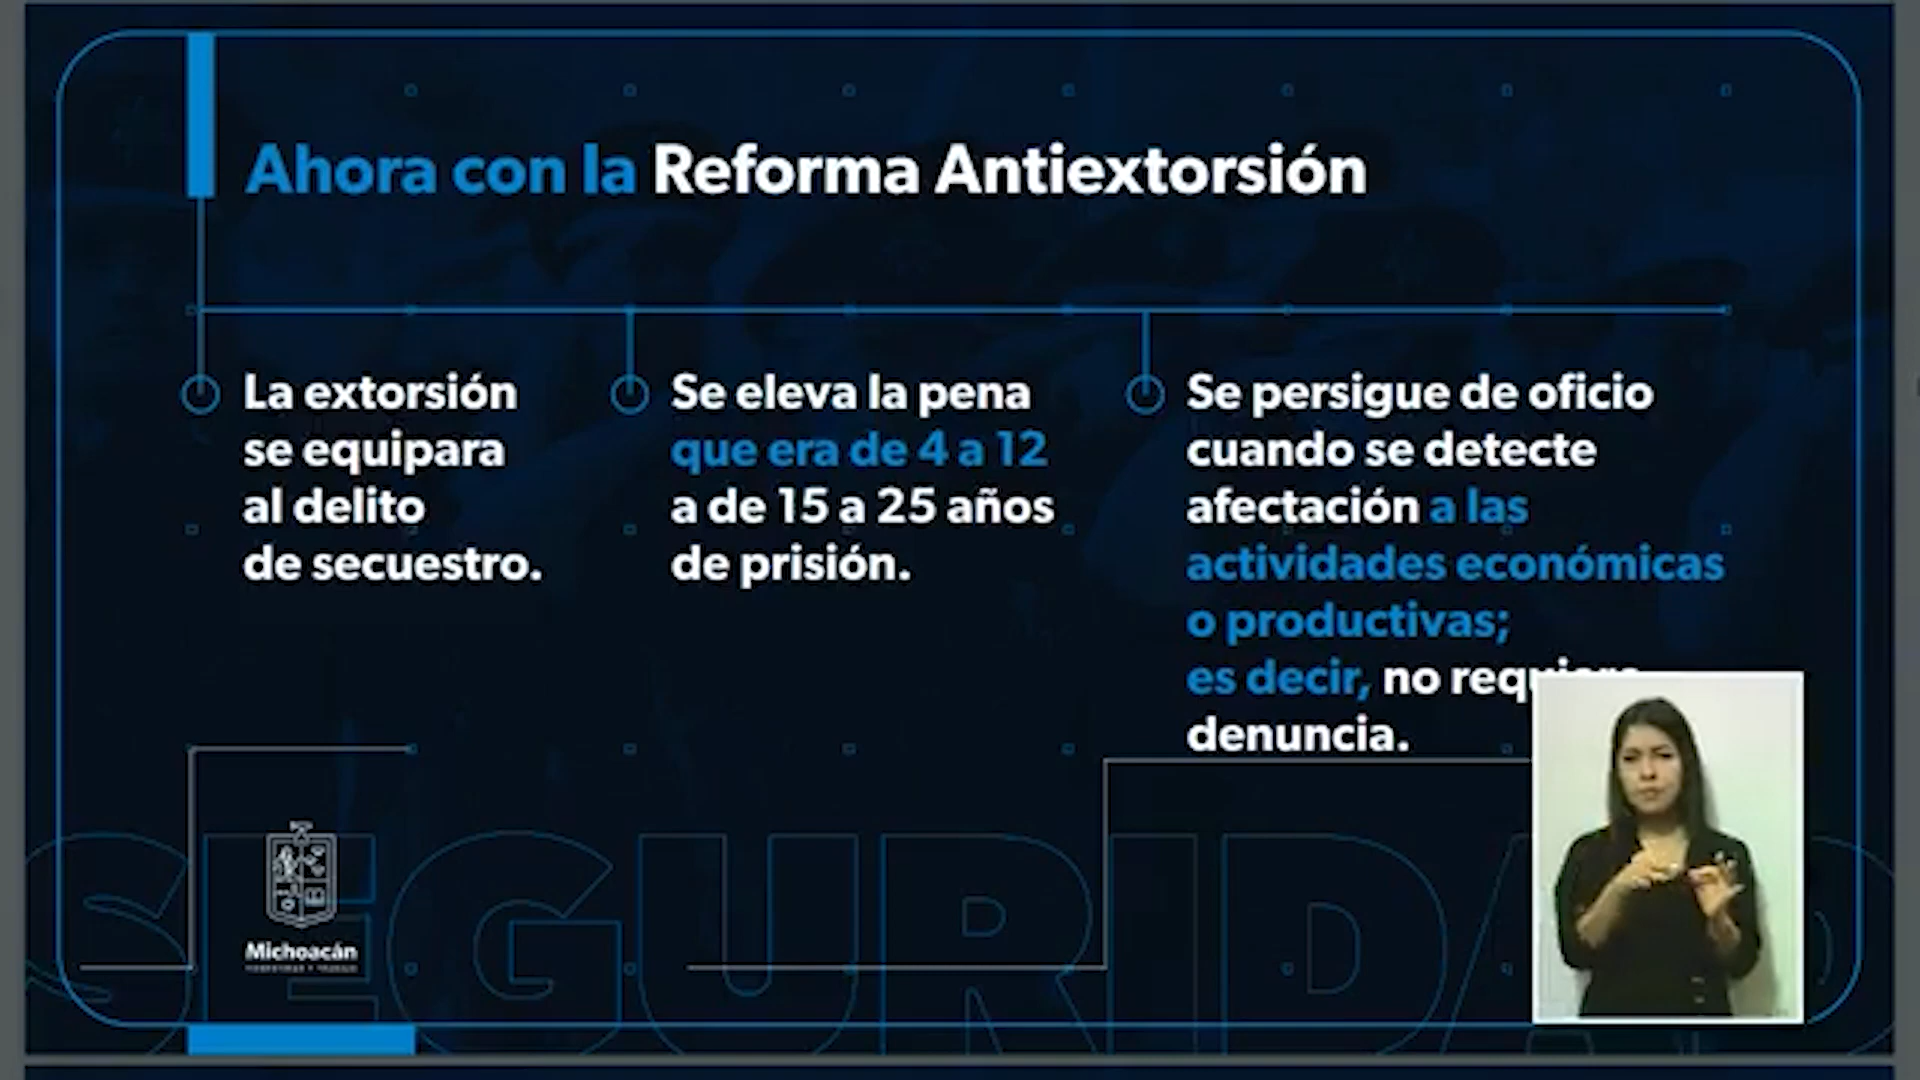 Ahora con la Reforma Antiextorsión
La extorsión
se equipara
al delito
de secuestro.
Se eleva la pena
que era de 4 a 12
a de 15 a 25 años
de prisión.
Se persigue de oficio
cuando se detecte
afectación a las
actividades económicas
o productivas;
es decir, no requiere
denuncia.
Michoacán
SEGURIDAD